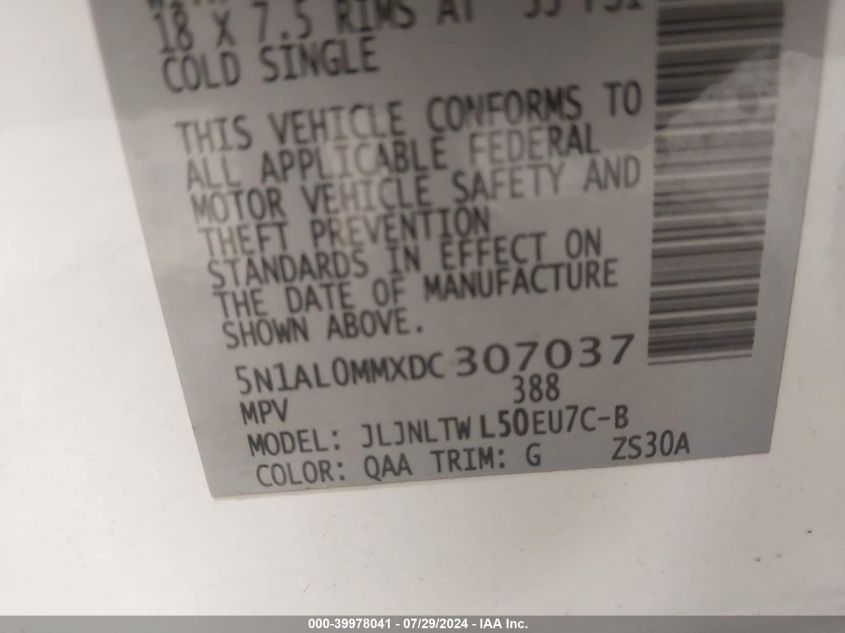 18 X 7.5 RIMS AT 33 PSI
COLD SINGLE
THIS VEHICLE CONFORMS TO
ALL APPLICABLE FEDERAL
MOTOR VEHICLE SAFETY AND
THEFT PREVENTION
STANDARDS IN EFFECT ON
THE DATE OF MANUFACTURE
SHOWN ABOVE.
5N1AL0MMXDC307037
MPV 388
MODEL: JLJNLTWL50EU7C-B
COLOR: QAA TRIM: G ZS30A
000-39978041 - 07/29/2024 - IAA Inc.